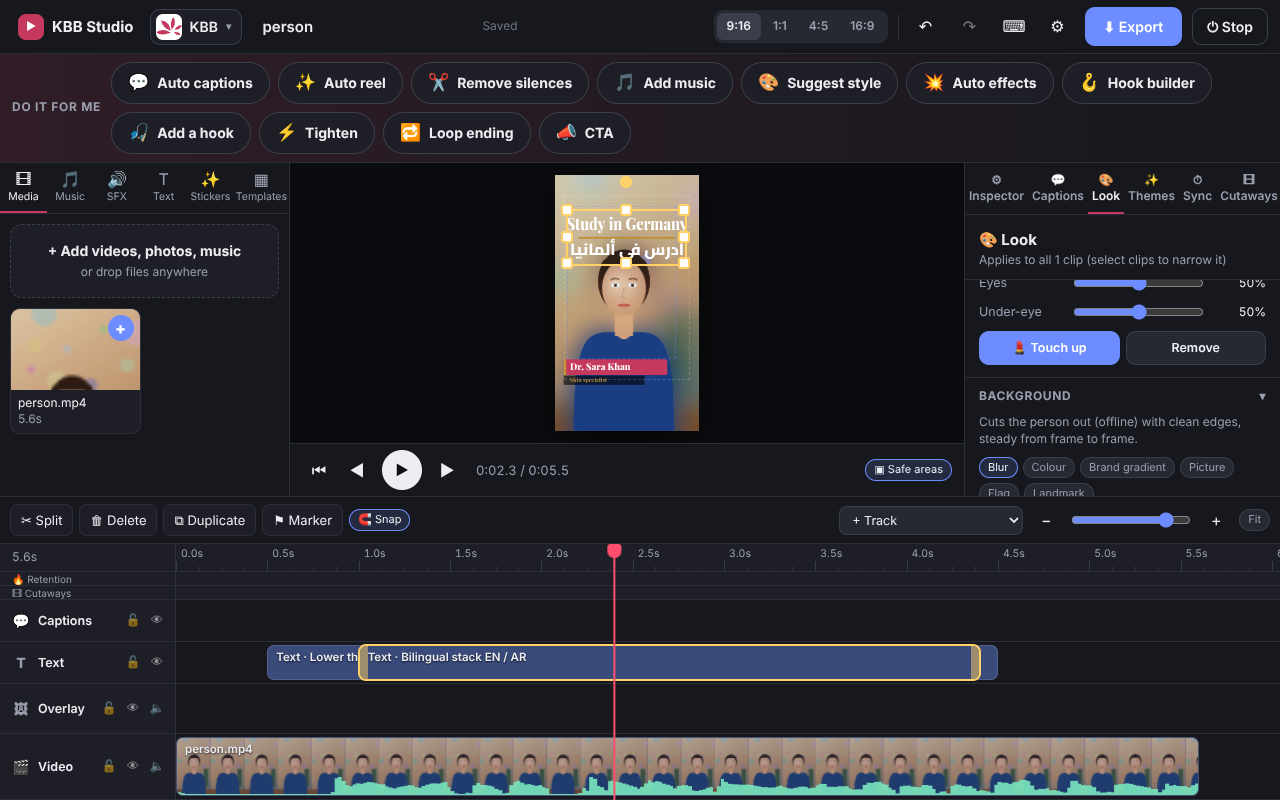 KBB Studio
KBB
person
Saved
9:16
1:1
4:5
16:9
Export
Stop
DO IT FOR ME
Auto captions
Auto reel
Remove silences
Add music
Suggest style
Auto effects
Hook builder
Add a hook
Tighten
Loop ending
CTA
Media
Music
SFX
Text
Stickers
Templates
+ Add videos, photos, music
or drop files anywhere
person.mp4
5.6s
Study in Germany
ادرس في ألمانيا
Dr. Sara Khan
Skin specialist
0:02.3 / 0:05.5
Safe areas
Inspector
Captions
Look
Themes
Sync
Cutaways
Look
Applies to all 1 clip (select clips to narrow it)
Eyes
50%
Under-eye
50%
Touch up
Remove
BACKGROUND
Cuts the person out (offline) with clean edges,
steady from frame to frame.
Blur
Colour
Brand gradient
Picture
Flag
Landmark
Split
Delete
Duplicate
Marker
Snap
+ Track
Fit
5.6s
0.0s
0.5s
1.0s
1.5s
2.0s
2.5s
3.0s
3.5s
4.0s
4.5s
5.0s
5.5s
Retention
Cutaways
Captions
Text
Text · Lower th
Text · Bilingual stack EN / AR
Overlay
Video
person.mp4